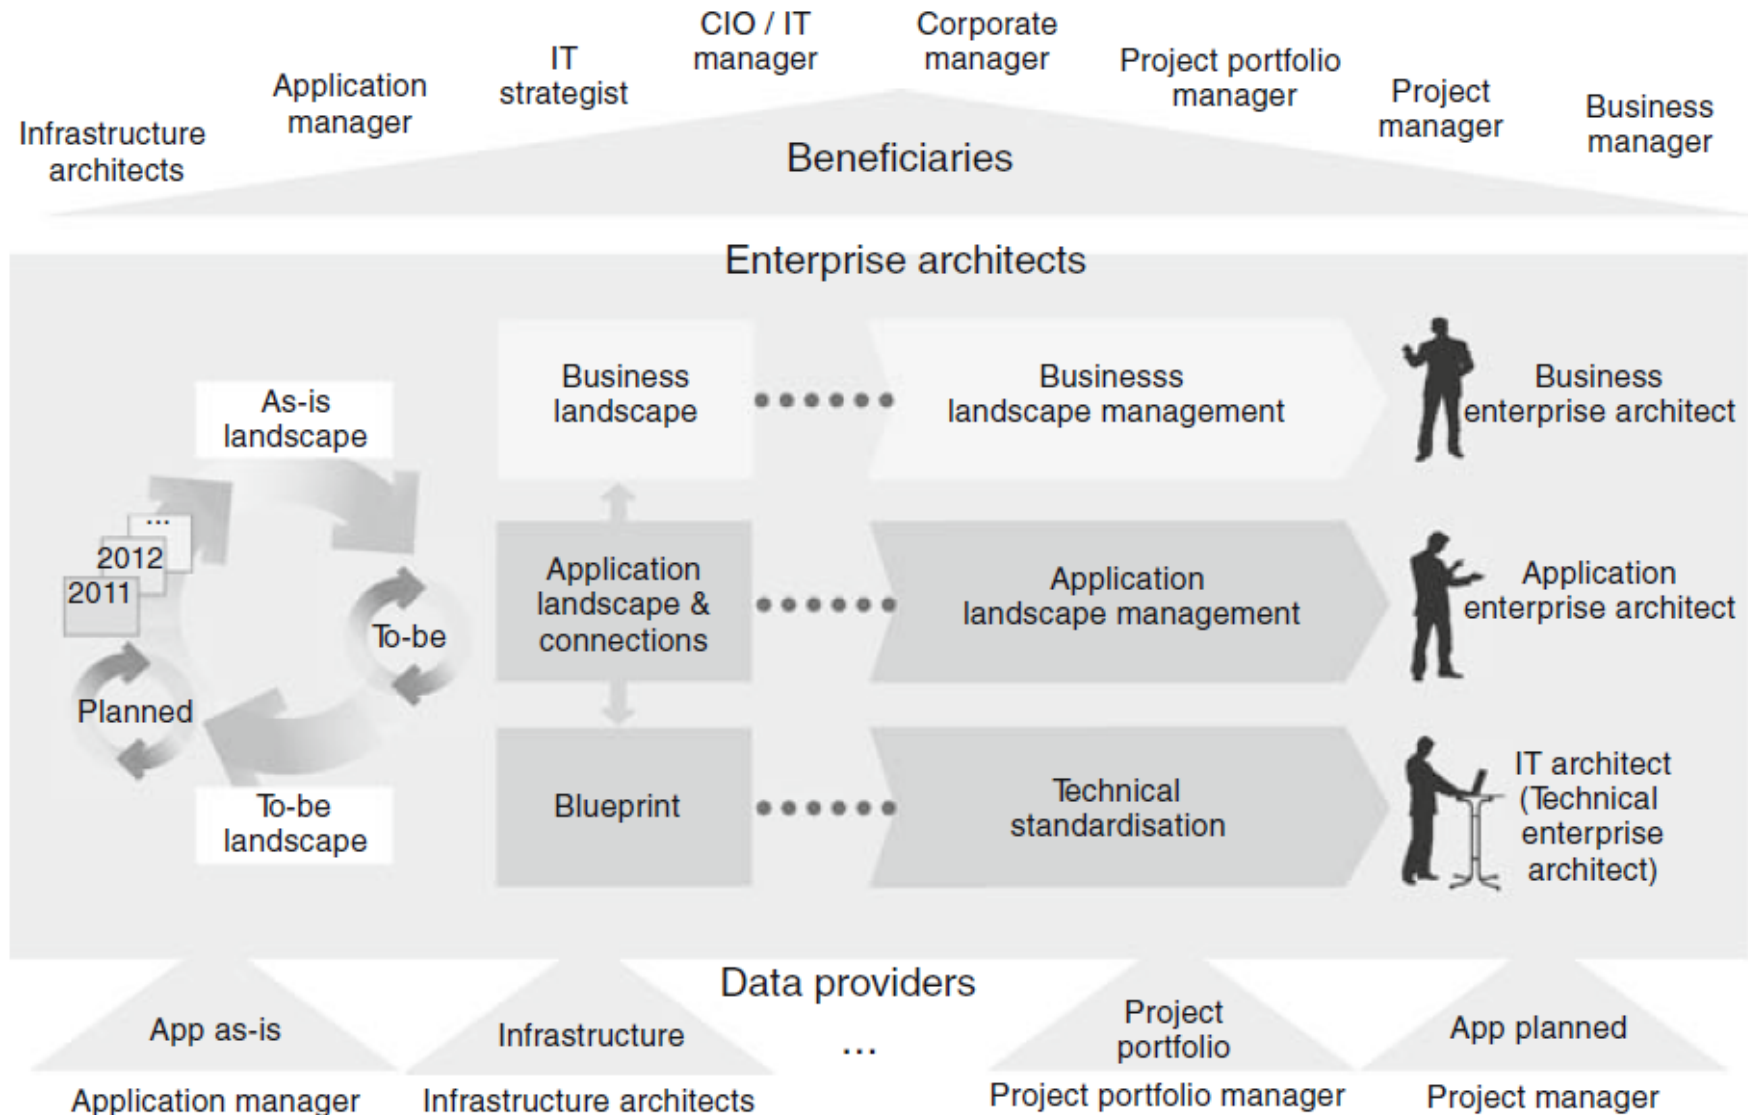 CIO / IT
manager
Corporate
manager
IT
strategist
Project portfolio
manager
Application
manager
Project
manager
Business
manager
Infrastructure
architects
Beneficiaries
Enterprise architects
As-is
landscape
...
2012
2011
To-be
Planned
To-be
landscape
Business
landscape
Businesss
landscape management
Business
enterprise architect
Application
landscape &
connections
Application
landscape management
Application
enterprise architect
Blueprint
Technical
standardisation
IT architect
(Technical
enterprise
architect)
Data providers
App as-is
Infrastructure
...
Project
portfolio
App planned
Application manager
Infrastructure architects
Project portfolio manager
Project manager